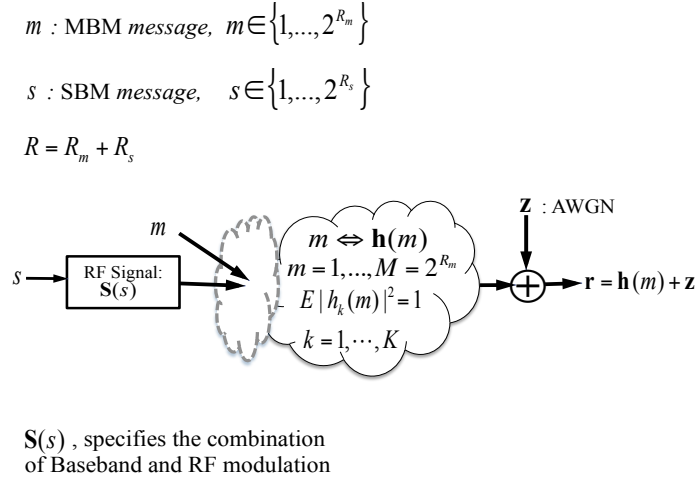 m : MBM message, m∈{1,...,2^{R_m}}
s : SBM message, s∈{1,...,2^{R_s}}
R = R_m + R_s
z : AWGN
m
m ⇔ h(m)
s
RF Signal:
S(s)
m = 1,..., M = 2^{R_m}
r = h(m) + z
E | h_k(m) |^2 = 1
k = 1,⋯, K
S(s) , specifies the combination
of Baseband and RF modulation